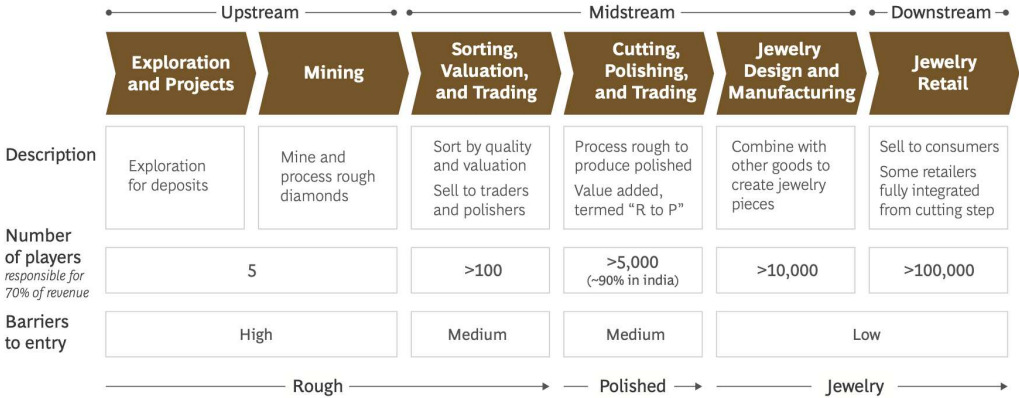 Upstream
Midstream
Downstream
Exploration
and Projects
Mining
Sorting,
Valuation,
and Trading
Cutting,
Polishing,
and Trading
Jewelry
Design and
Manufacturing
Jewelry
Retail
Description
Exploration
for deposits
Mine and
process rough
diamonds
Sort by quality
and valuation
Sell to traders
and polishers
Process rough to
produce polished
Value added,
termed “R to P”
Combine with
other goods to
create jewelry
pieces
Sell to consumers
Some retailers
fully integrated
from cutting step
Number
of players
responsible for
70% of revenue
5
>100
>5,000
(~90% in india)
>10,000
>100,000
Barriers
to entry
High
Medium
Medium
Low
Rough
Polished
Jewelry